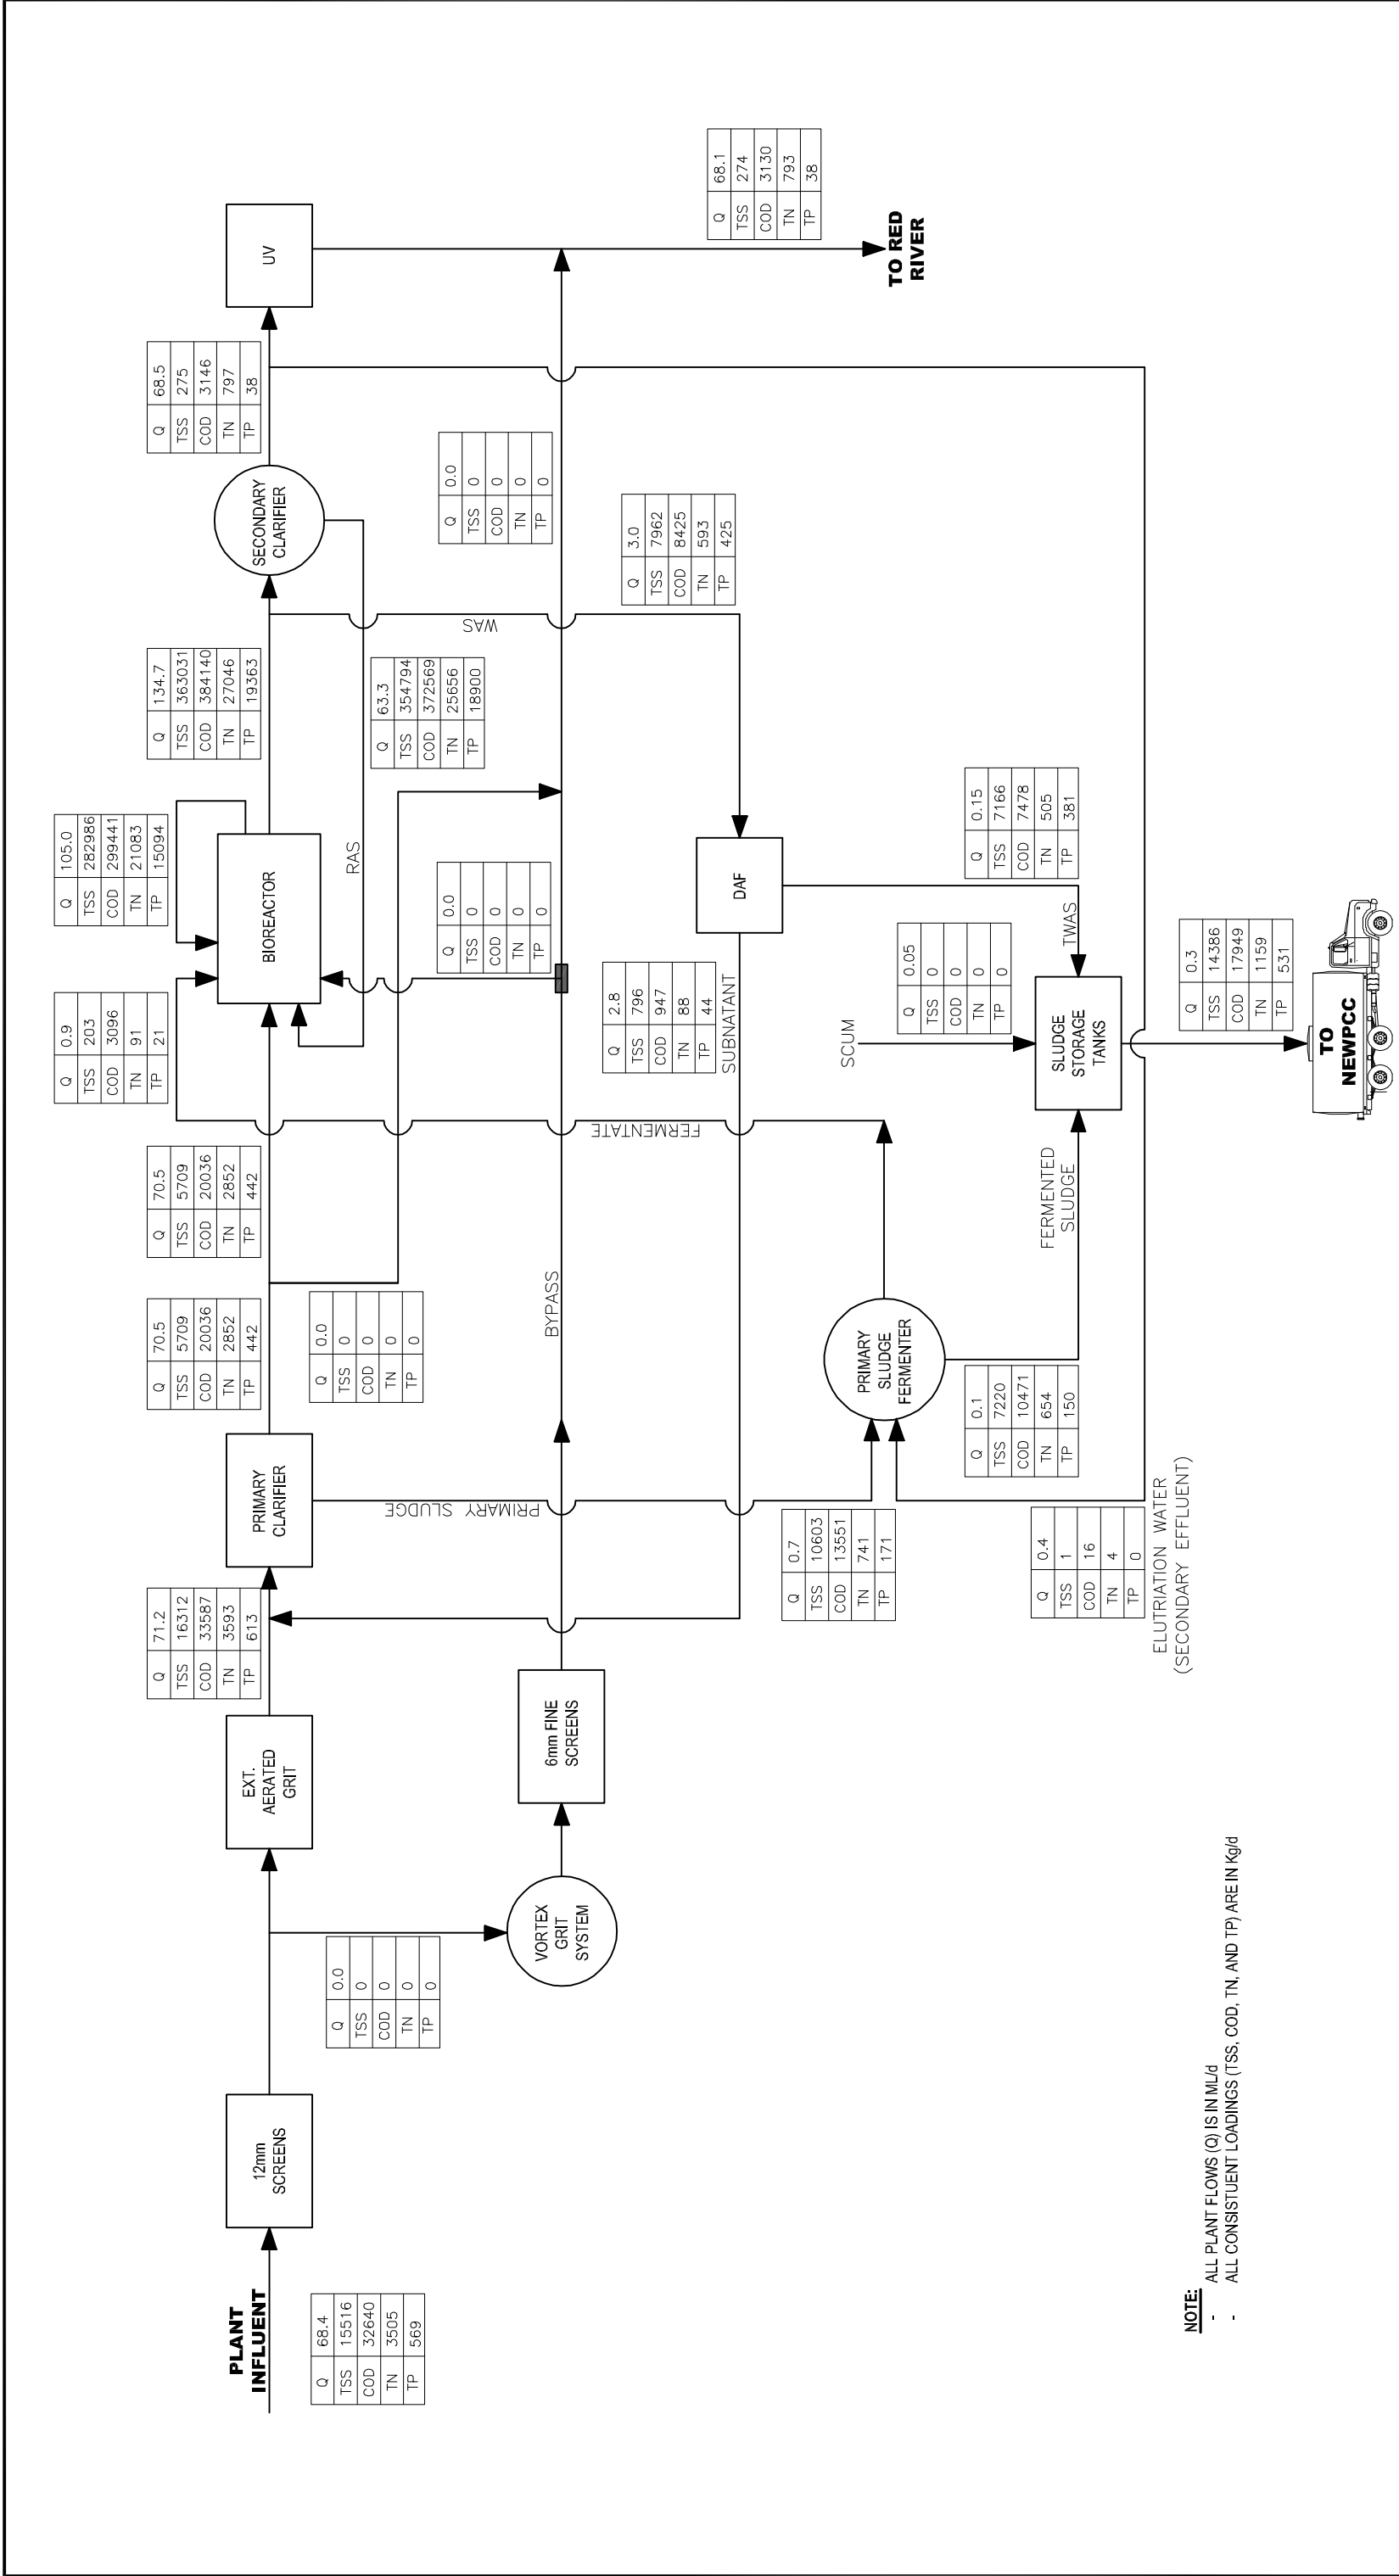 PLANT
INFLUENT
Q 68.4
TSS 15516
COD 32640
TN 3505
TP 569
12mm
SCREENS
Q 0.0
TSS 0
COD 0
TN 0
TP 0
VORTEX
GRIT
SYSTEM
EXT.
AERATED
GRIT
6mm FINE
SCREENS
Q 71.2
TSS 16312
COD 33587
TN 3593
TP 613
PRIMARY
CLARIFIER
PRIMARY SLUDGE
Q 70.5
TSS 5709
COD 20036
TN 2852
TP 442
Q 0.0
TSS 0
COD 0
TN 0
TP 0
BYPASS
Q 70.5
TSS 5709
COD 20036
TN 2852
TP 442
Q 0.9
TSS 203
COD 3096
TN 91
TP 21
FERMENTATE
Q 105.0
TSS 282986
COD 299441
TN 21083
TP 15094
BIOREACTOR
RAS
Q 0.0
TSS 0
COD 0
TN 0
TP 0
Q 134.7
TSS 363031
COD 384140
TN 27046
TP 19363
Q 63.3
TSS 354794
COD 372569
TN 25656
TP 18900
WAS
SECONDARY
CLARIFIER
Q 0.0
TSS 0
COD 0
TN 0
TP 0
Q 68.5
TSS 275
COD 3146
TN 797
TP 38
UV
Q 68.1
TSS 274
COD 3130
TN 793
TP 38
TO RED
RIVER
Q 3.0
TSS 7962
COD 8425
TN 593
TP 425
DAF
Q 2.8
TSS 796
COD 947
TN 88
TP 44
SUBNATANT
Q 0.7
TSS 10603
COD 13551
TN 741
TP 171
PRIMARY
SLUDGE
FERMENTER
Q 0.1
TSS 7220
COD 10471
TN 654
TP 150
Q 0.4
TSS 1
COD 16
TN 4
TP 0
ELUTRIATION WATER
(SECONDARY EFFLUENT)
FERMENTED
SLUDGE
SCUM
Q 0.05
TSS 0
COD 0
TN 0
TP 0
Q 0.15
TSS 7166
COD 7478
TN 505
TP 381
TWAS
SLUDGE
STORAGE
TANKS
Q 0.3
TSS 14386
COD 17949
TN 1159
TP 531
TO
NEWPCC
NOTE:
- ALL PLANT FLOWS (Q) IS IN ML/d
- ALL CONSISTUENT LOADINGS (TSS, COD, TN, AND TP) ARE IN Kg/d